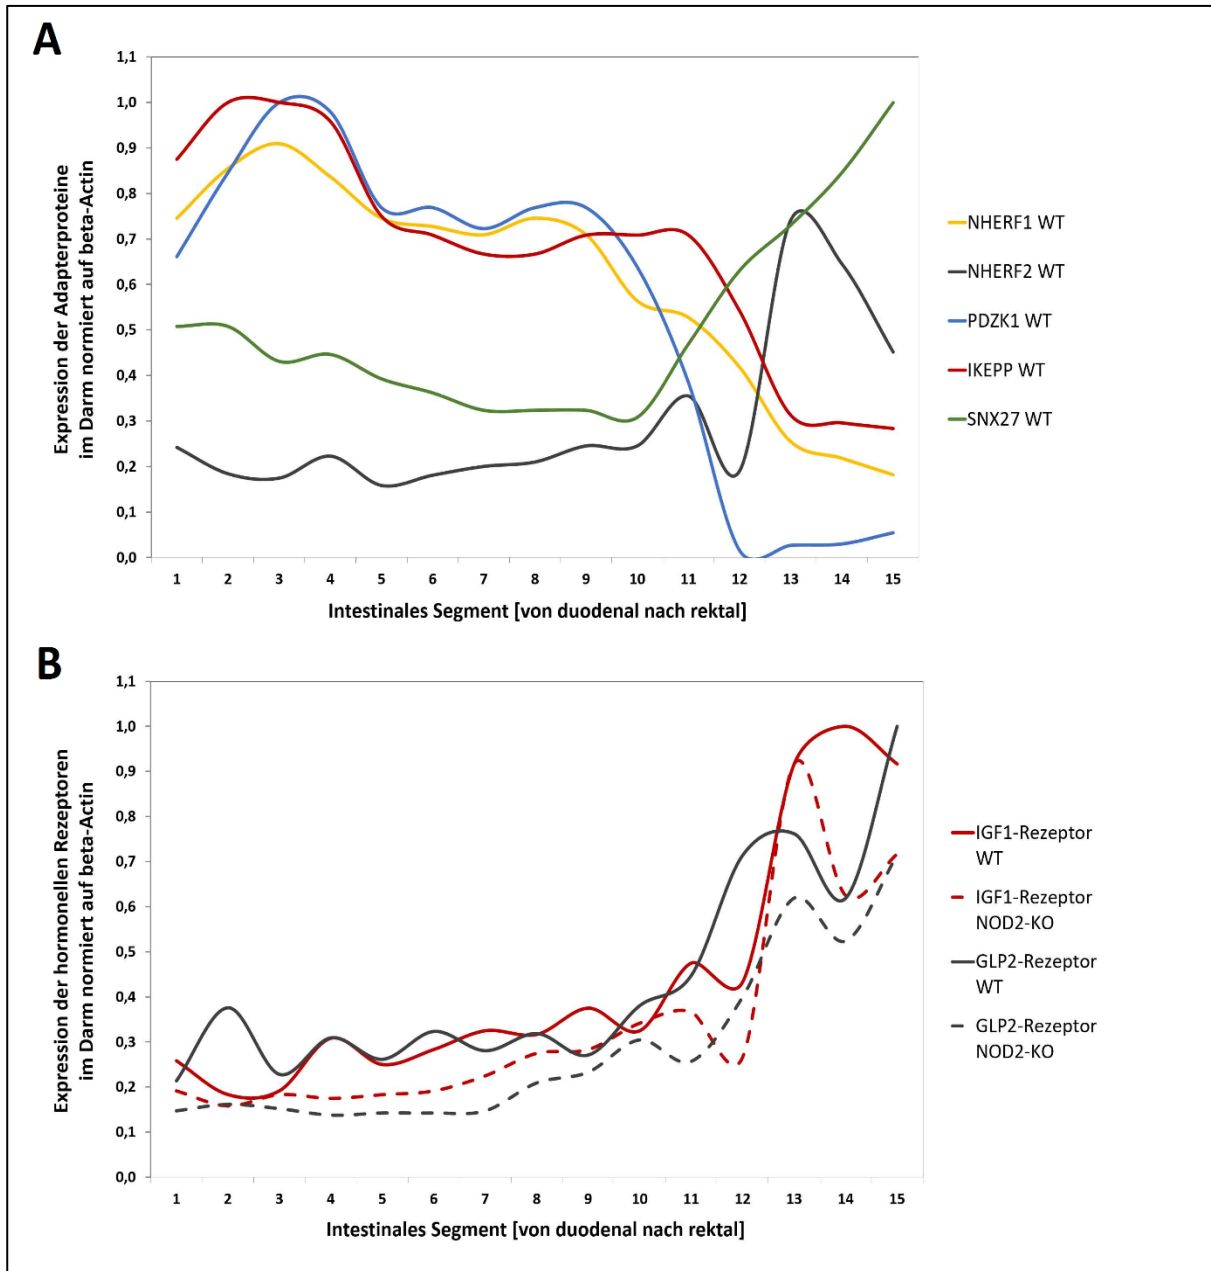 A
1,1
1,0
0,9
0,8
0,7
0,6
0,5
0,4
0,3
0,2
0,1
0,0
Expression der Adapterproteine
im Darm normiert auf beta-Actin
1 2 3 4 5 6 7 8 9 10 11 12 13 14 15
Intestinales Segment [von duodenal nach rektal]
NHERF1 WT
NHERF2 WT
PDZK1 WT
IKEPP WT
SNX27 WT
B
1,1
1,0
0,9
0,8
0,7
0,6
0,5
0,4
0,3
0,2
0,1
0,0
Expression der hormonellen Rezeptoren
im Darm normiert auf beta-Actin
1 2 3 4 5 6 7 8 9 10 11 12 13 14 15
Intestinales Segment [von duodenal nach rektal]
IGF1-Rezeptor
WT
IGF1-Rezeptor
NOD2-KO
GLP2-Rezeptor
WT
GLP2-Rezeptor
NOD2-KO